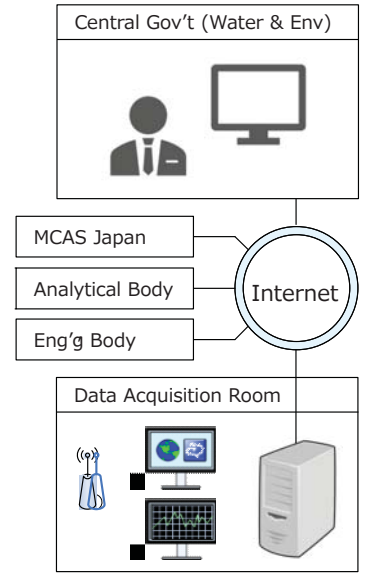 Central Gov't (Water & Env)
MCAS Japan
Analytical Body
Eng'g Body
Internet
Data Acquisition Room